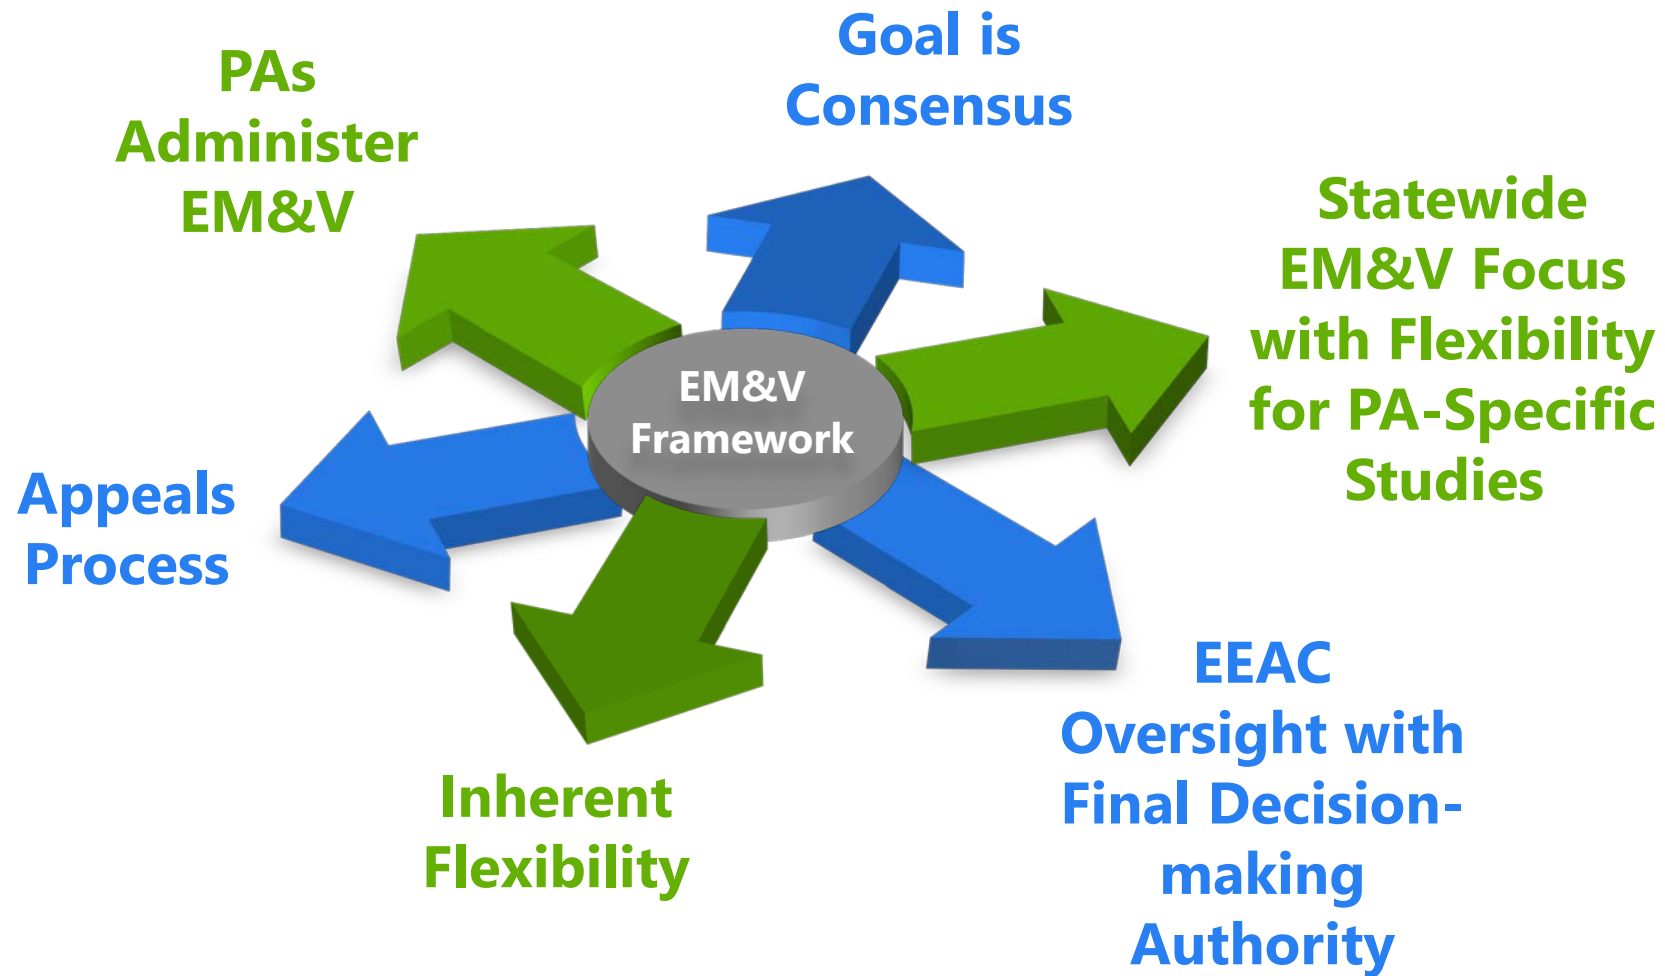 Goal is
Consensus
PAs
Administer
EM&V
Statewide
EM&V Focus
with Flexibility
for PA-Specific
Studies
EM&V
Framework
Appeals
Process
EEAC
Oversight with
Final Decision-
making
Authority
Inherent
Flexibility